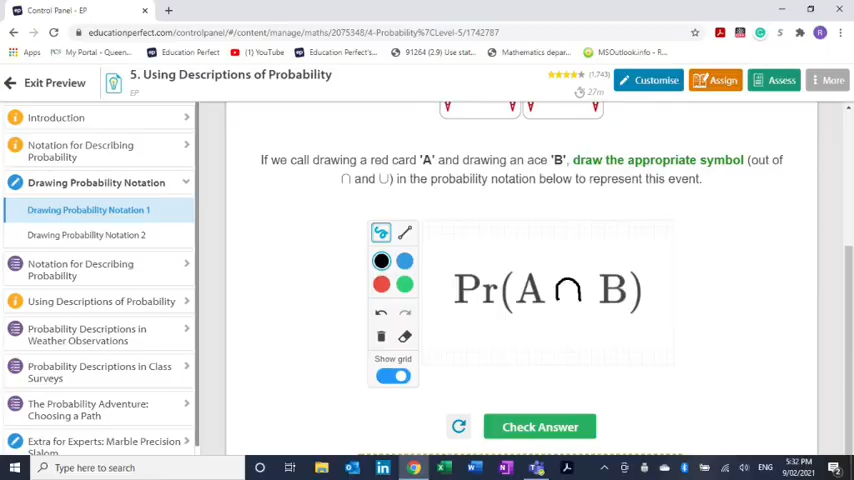 Control Panel - EP
educationperfect.com/controlpanel/#/content/manage/maths/2075348/4-Probability%7CLevel-5/1742787
Apps
My Portal - Queen...
Education Perfect
(1) YouTube
Education Perfect's...
91264 (2.9) Use stat...
Mathematics depar...
MSOutlook.info - R...
Exit Preview
5. Using Descriptions of Probability
EP
(1,743)
27m
Customise
Assign
Assess
More
Introduction
Notation for Describing
Probability
Drawing Probability Notation
Drawing Probability Notation 1
Drawing Probability Notation 2
Notation for Describing
Probability
Using Descriptions of Probability
Probability Descriptions in
Weather Observations
Probability Descriptions in Class
Surveys
The Probability Adventure:
Choosing a Path
Extra for Experts: Marble Precision
Slalom
If we call drawing a red card 'A' and drawing an ace 'B', draw the appropriate symbol (out of
∩ and ∪) in the probability notation below to represent this event.
Pr(A ∩ B)
Show grid
Check Answer
Type here to search
ENG
5:32 PM
9/02/2021